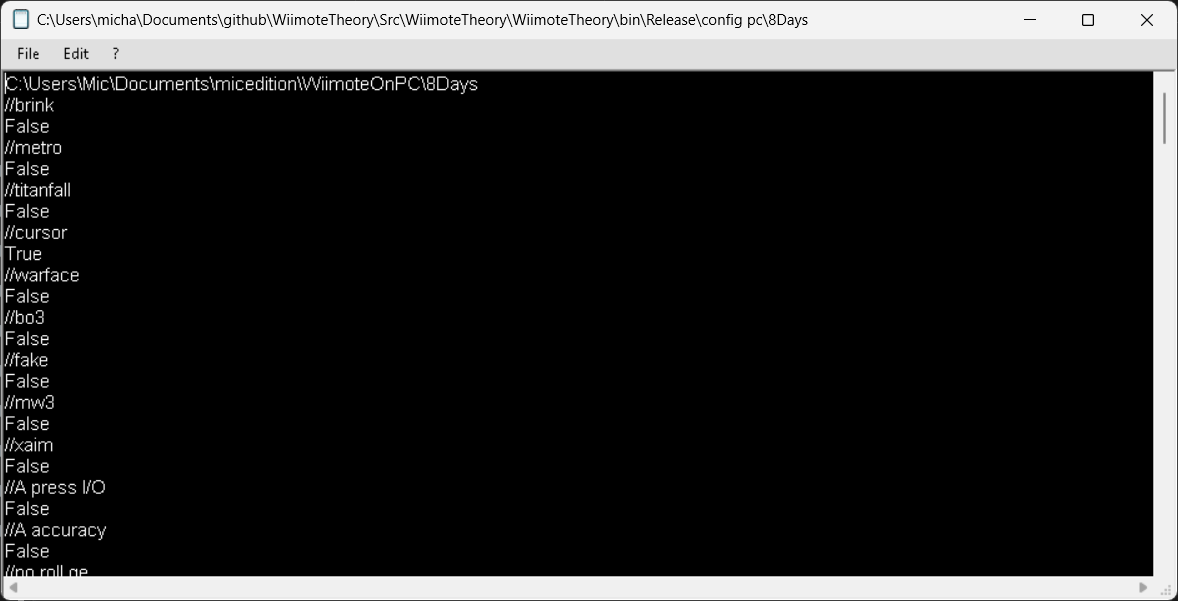 C:\Users\micha\Documents\github\WiimoteTheory\Src\WiimoteTheory\WiimoteTheory\bin\Release\config pc\8Days
File Edit ?
C:\Users\Mic\Documents\micedition\WiimoteOnPC\8Days
//brink
False
//metro
False
//titanfall
False
//cursor
True
//warface
False
//bo3
False
//fake
False
//mw3
False
//xaim
False
//A press I/O
False
//A accuracy
False
//no roll ge